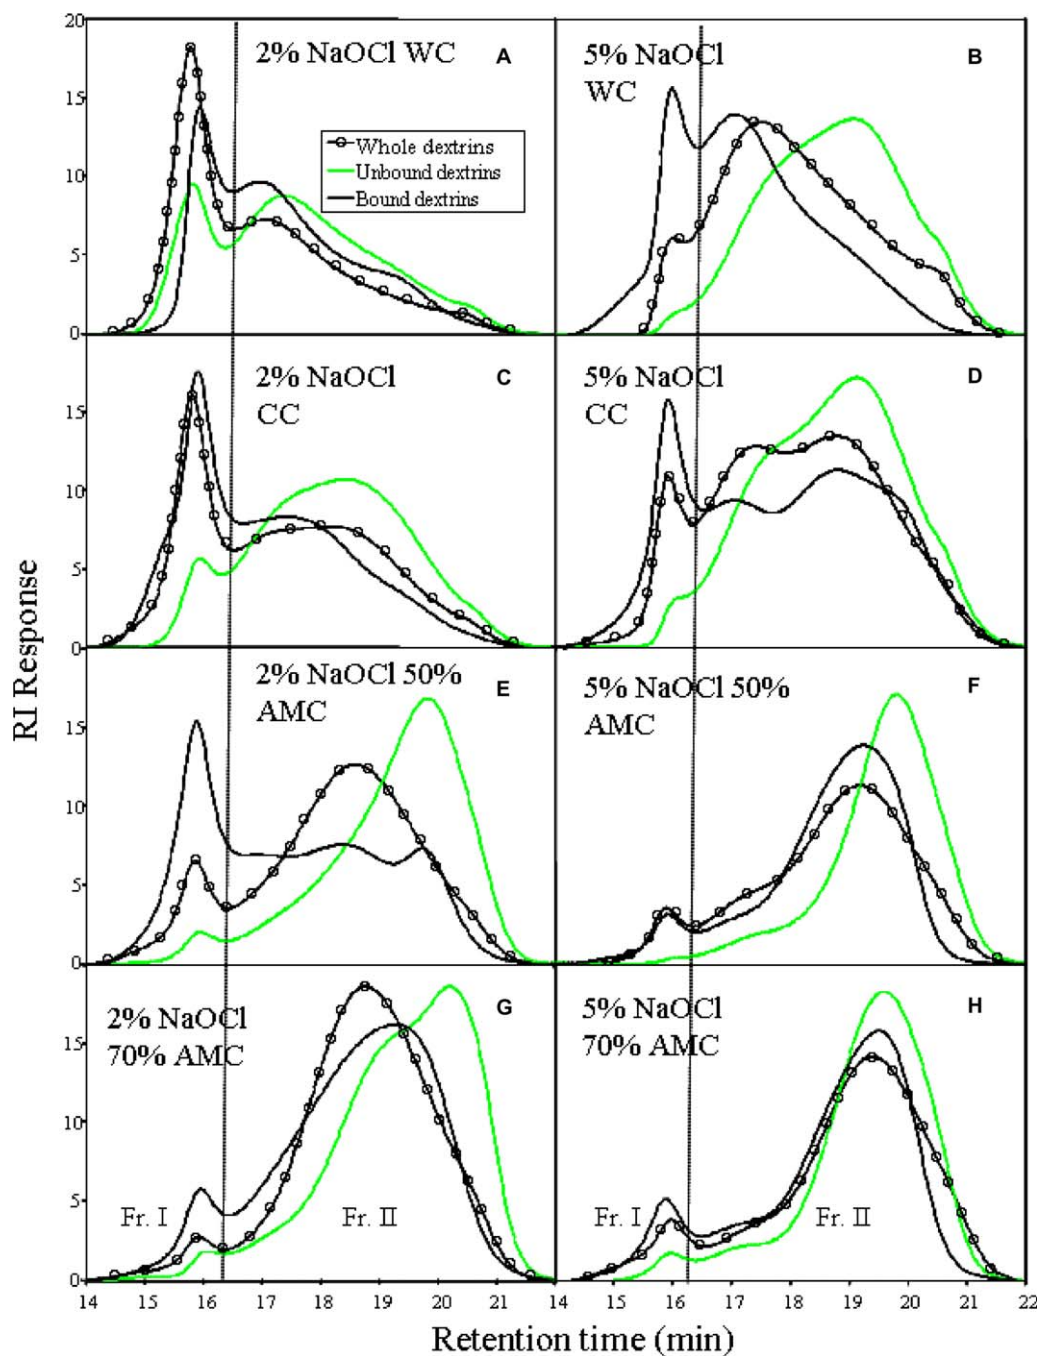 20
2% NaOCl WC
A
15
Whole dextrins
Unbound dextrins
Bound dextrins
10
5
0
5% NaOCl
WC
B
2% NaOCl
CC
C
15
10
5
0
5% NaOCl
CC
D
2% NaOCl 50%
AMC
E
15
10
5
0
5% NaOCl 50%
AMC
F
2% NaOCl
70% AMC
G
15
10
5
0
Fr. I
Fr. II
5% NaOCl
70% AMC
H
Fr. I
Fr. II
14 15 16 17 18 19 20 21 14 15 16 17 18 19 20 21 22
RI Response
Retention time (min)